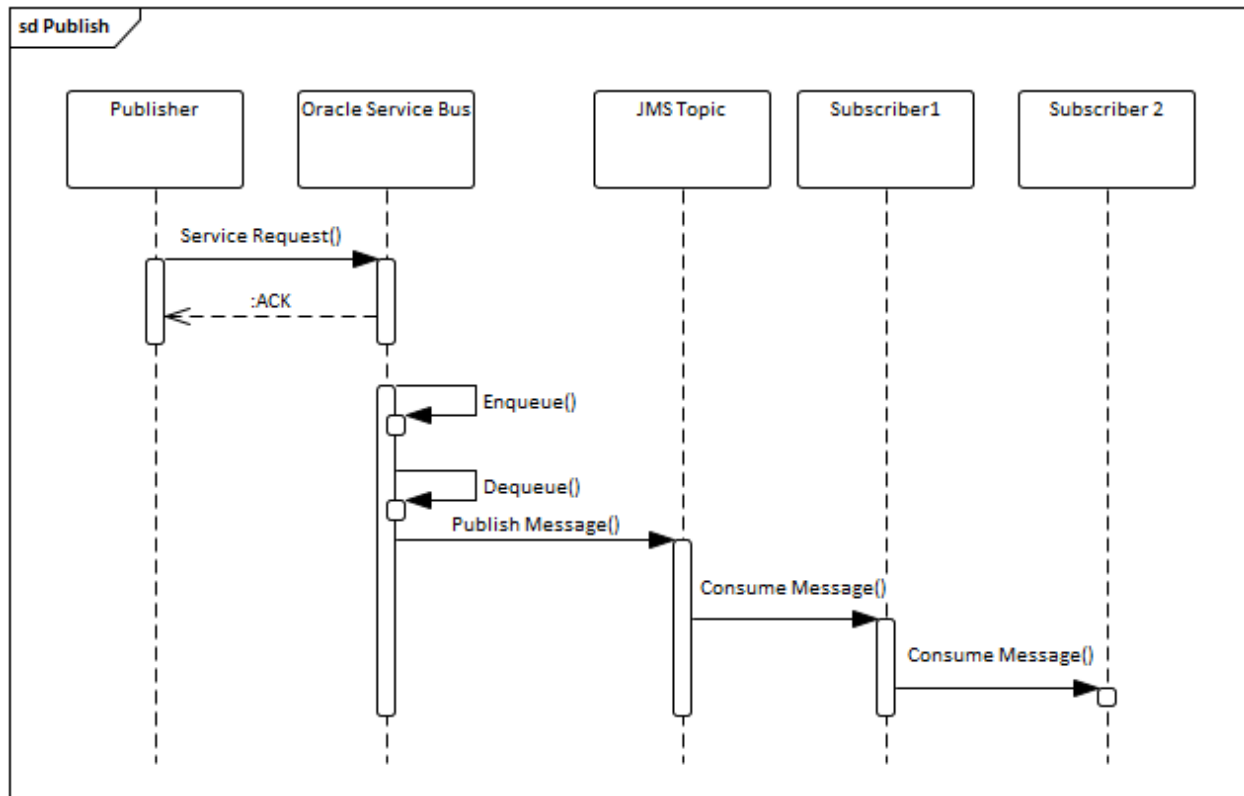 sd Publish
Publisher
Oracle Service Bus
JMS Topic
Subscriber1
Subscriber 2
Service Request()
:ACK
Enqueue()
Dequeue()
Publish Message()
Consume Message()
Consume Message()